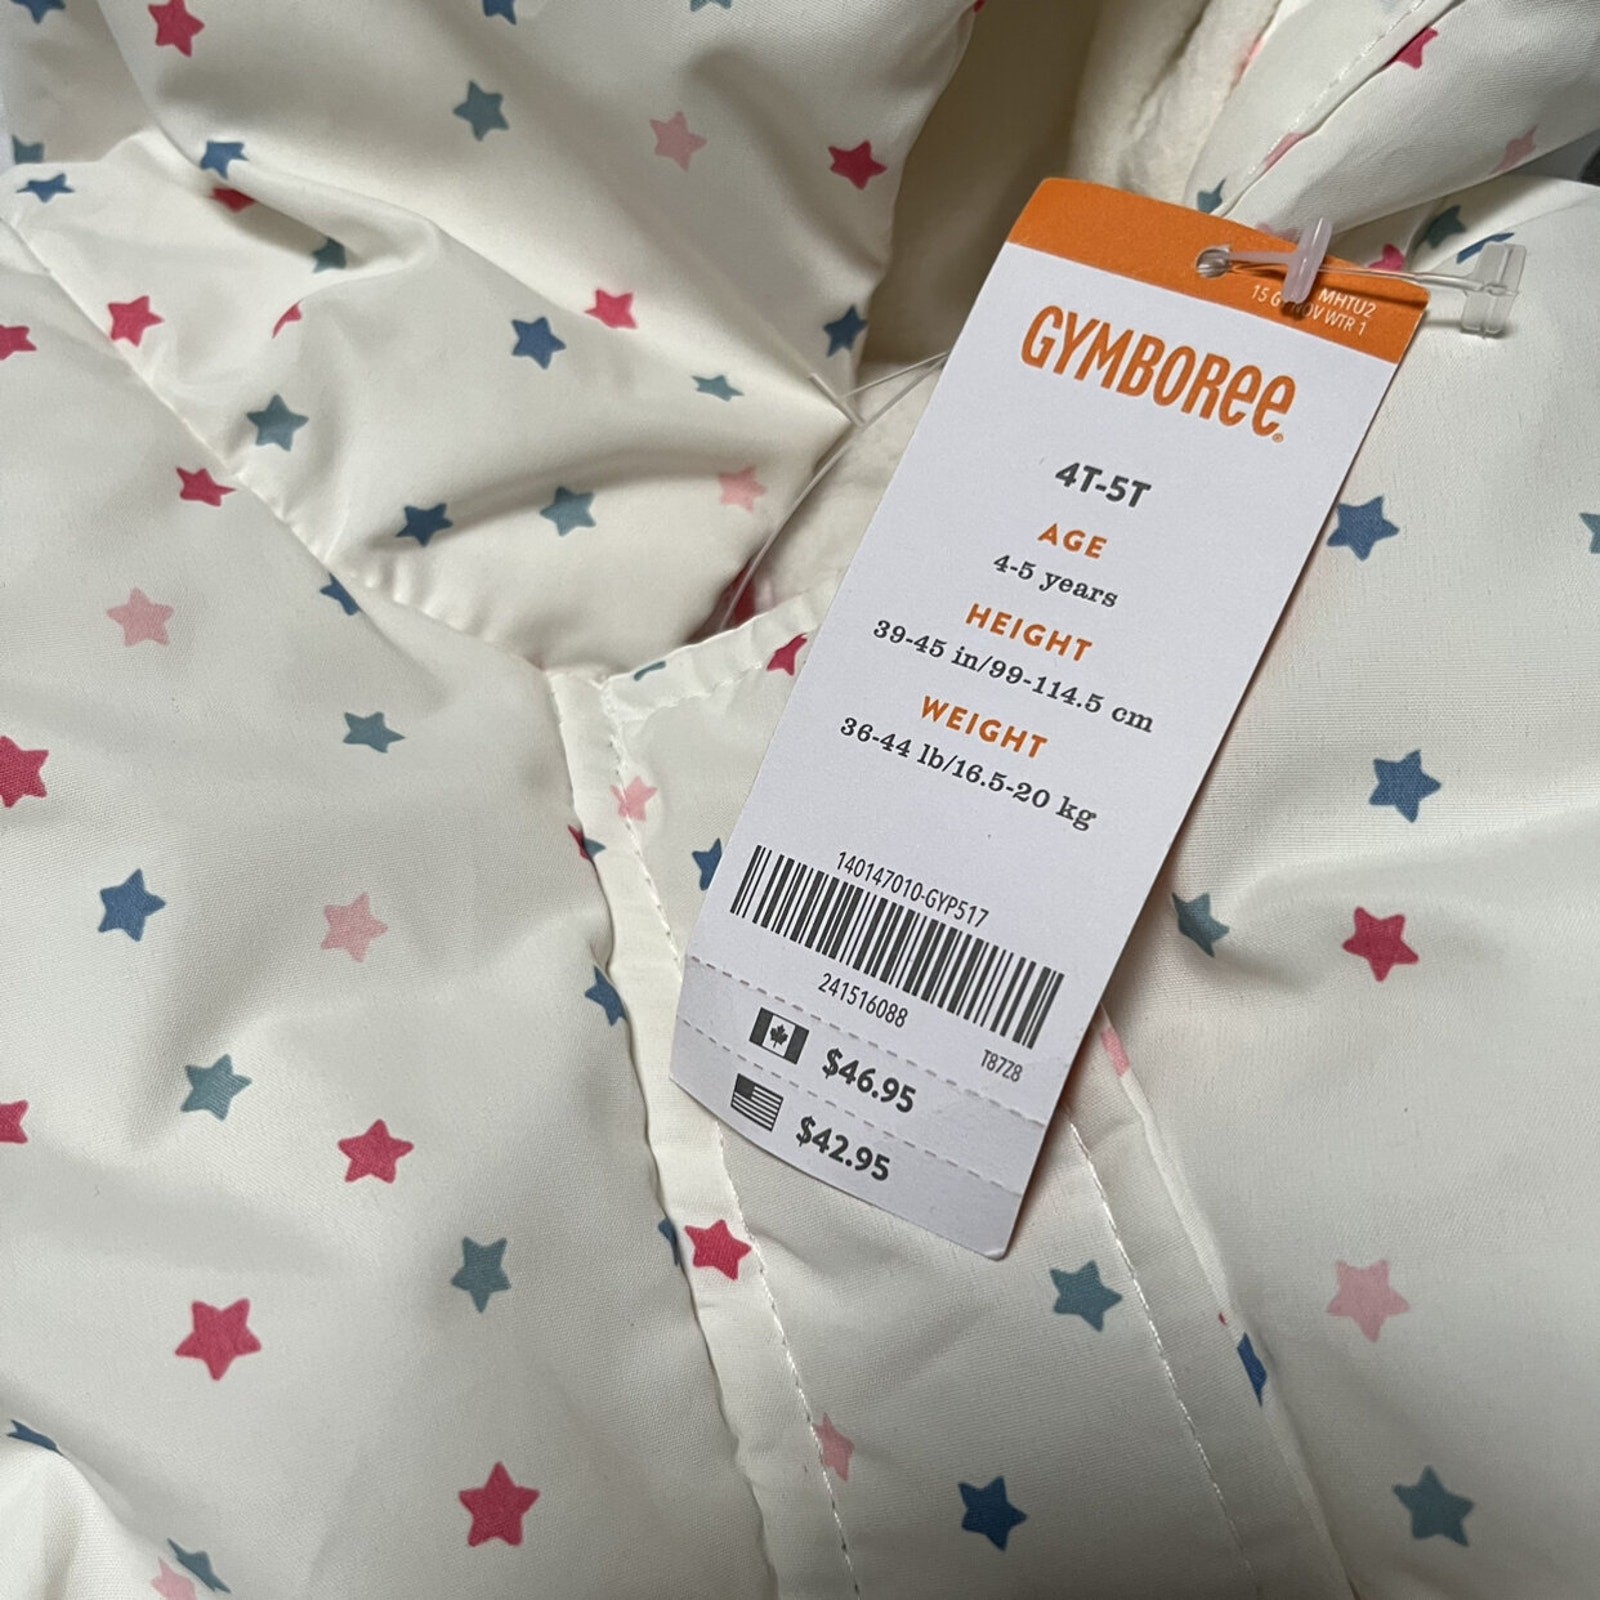 MHTU2
15 G NOV WTR 1
GYMBOREE®
4T-5T
AGE
4-5 years
HEIGHT
39-45 in/99-114.5 cm
WEIGHT
36-44 lb/16.5-20 kg
140147010-GYP517
241516088
T87Z8
$46.95
$42.95